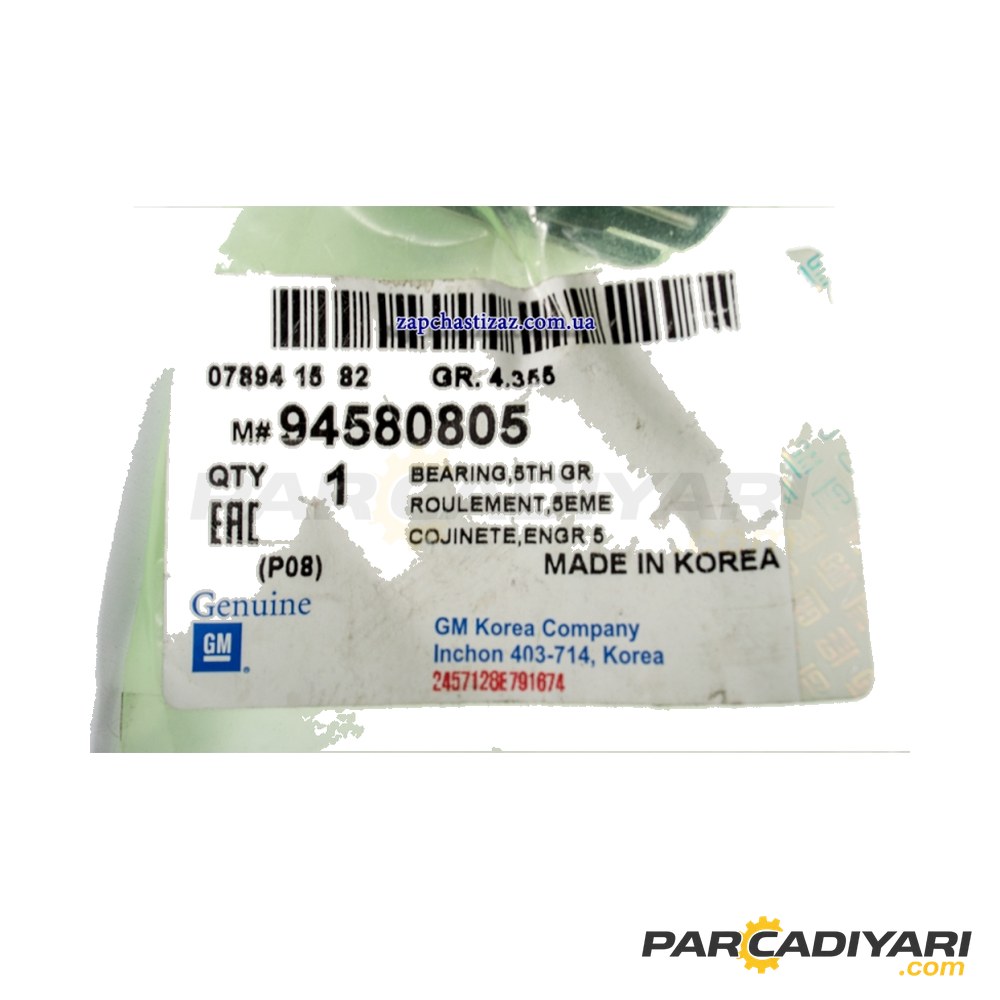 PARCADIYARI
.com
zapchastizaz.com.ua
07894 15 82 GR. 4.355
M# 94580805
QTY 1 BEARING,5TH GR
EAC ROULEMENT,5EME
COJINETE,ENGR 5
(P08) MADE IN KOREA
Genuine
GM
GM Korea Company
Inchon 403-714, Korea
2457128E791674
PARCADIYARI
PARCADIYARI
.com